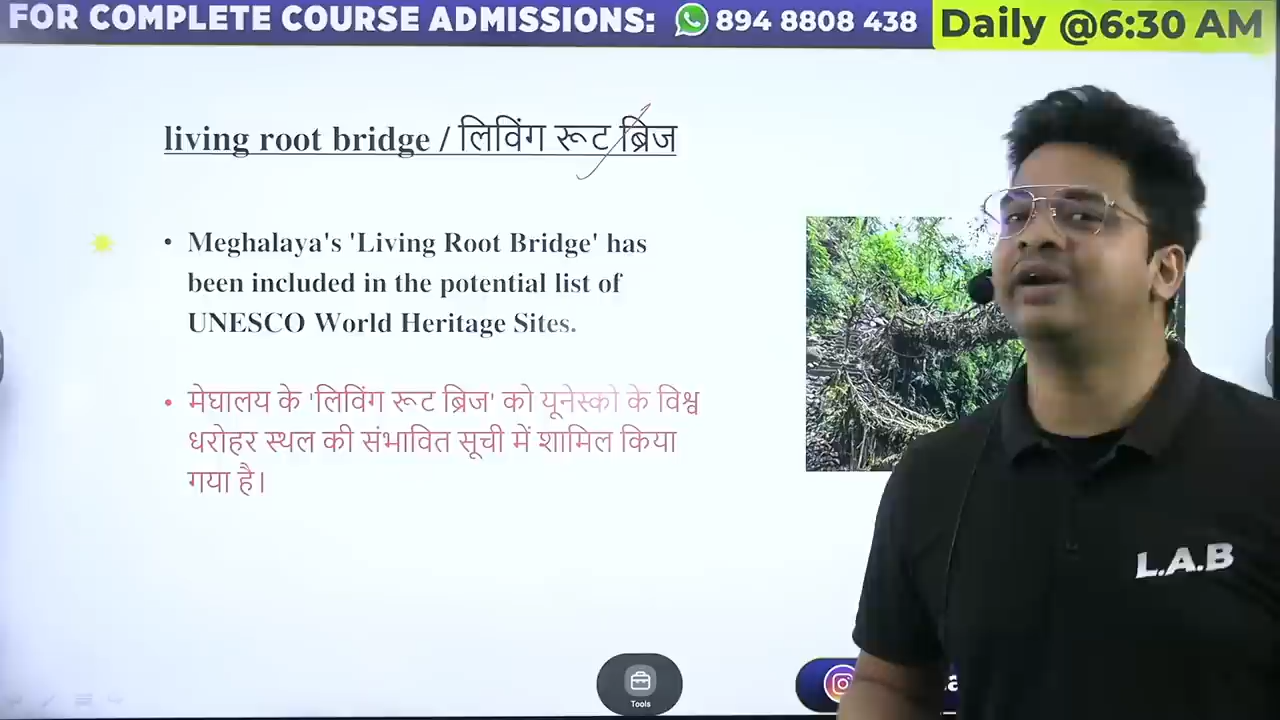 FOR COMPLETE COURSE ADMISSIONS: 894 8808 438
Daily @6:30 AM
living root bridge / लिविंग रूट ब्रिज
• Meghalaya's 'Living Root Bridge' has
been included in the potential list of
UNESCO World Heritage Sites.
• मेघालय के 'लिविंग रूट ब्रिज' को यूनेस्को के विश्व
धरोहर स्थल की संभावित सूची में शामिल किया
गया है।
L.A.B
Tools